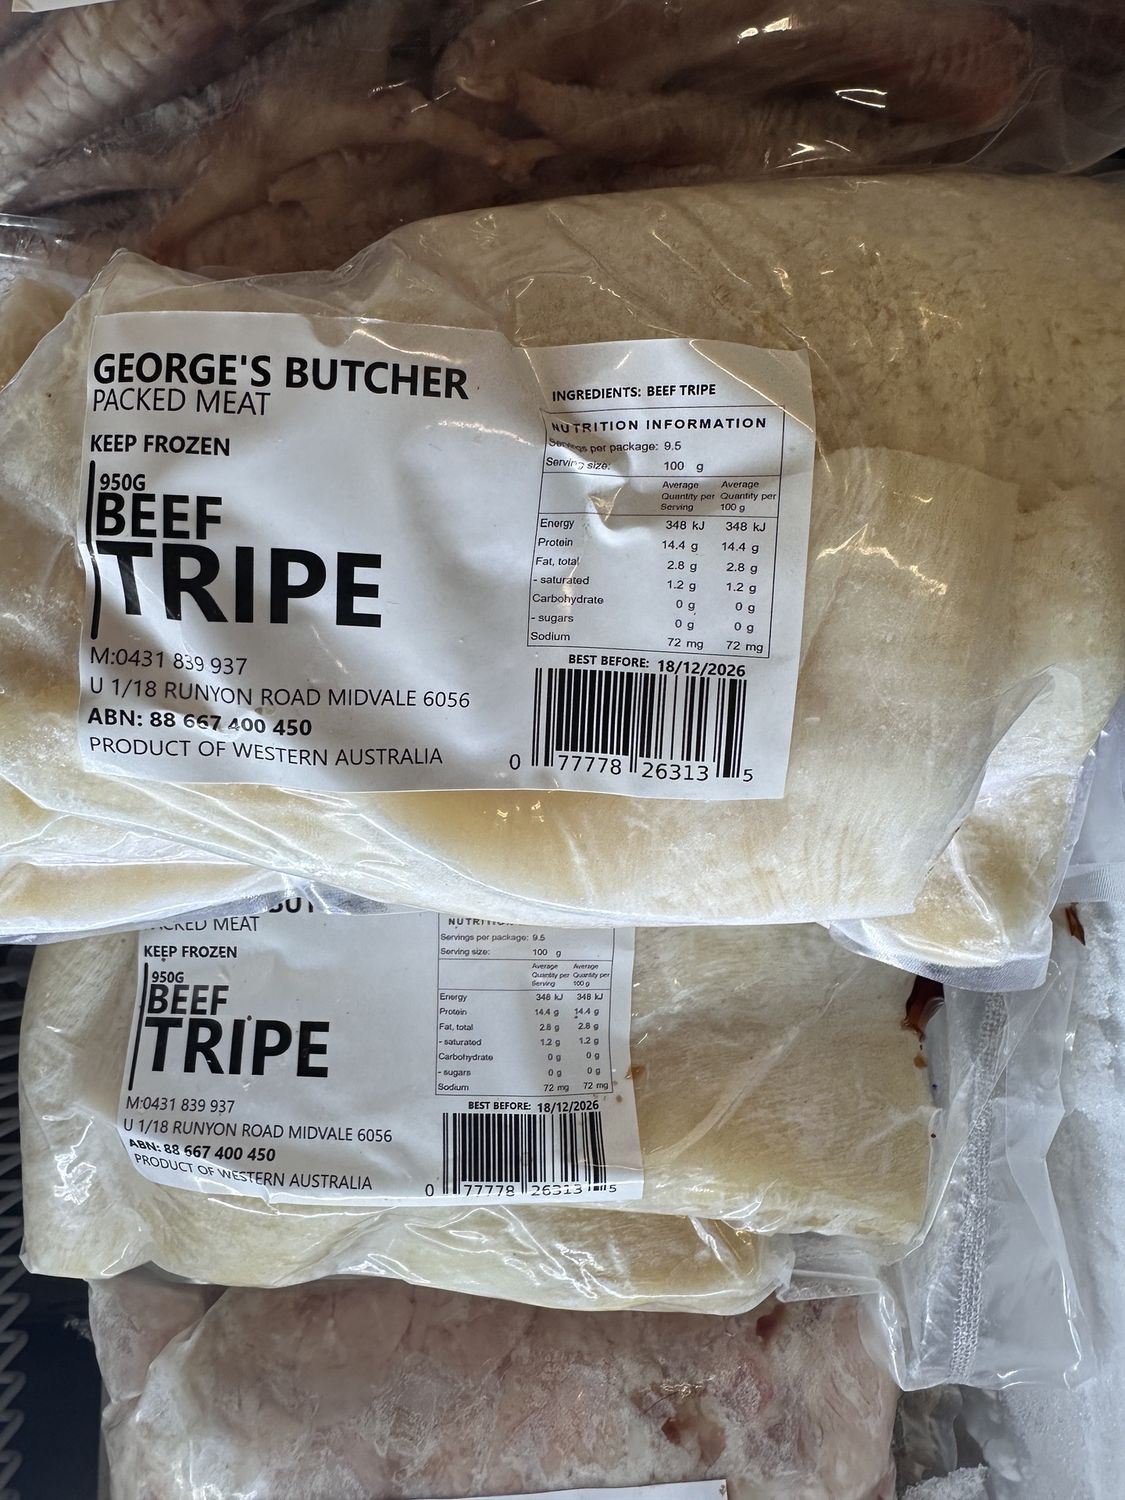 GEORGE'S BUTCHER
PACKED MEAT
KEEP FROZEN
950G
BEEF
TRIPE
M:0431 839 937
U 1/18 RUNYON ROAD MIDVALE 6056
ABN: 88 667 400 450
PRODUCT OF WESTERN AUSTRALIA
INGREDIENTS: BEEF TRIPE
NUTRITION INFORMATION
Servings per package: 9.5
Serving size: 100 g
Average Quantity per Serving Average Quantity per 100 g
Energy 348 kJ 348 kJ
Protein 14.4 g 14.4 g
Fat, total 2.8 g 2.8 g
- saturated 1.2 g 1.2 g
Carbohydrate 0 g 0 g
- sugars 0 g 0 g
Sodium 72 mg 72 mg
BEST BEFORE: 18/12/2026
0 77778 26313 5
PACKED MEAT
KEEP FROZEN
950G
BEEF
TRIPE
M:0431 839 937
U 1/18 RUNYON ROAD MIDVALE 6056
ABN: 88 667 400 450
PRODUCT OF WESTERN AUSTRALIA
Servings per package: 9.5
Serving size: 100 g
Average Quantity per Serving Average Quantity per 100 g
Energy 348 kJ 348 kJ
Protein 14.4 g 14.4 g
Fat, total 2.8 g 2.8 g
- saturated 1.2 g 1.2 g
Carbohydrate 0 g 0 g
- sugars 0 g 0 g
Sodium 72 mg 72 mg
BEST BEFORE: 18/12/2026
0 77778 26313 5